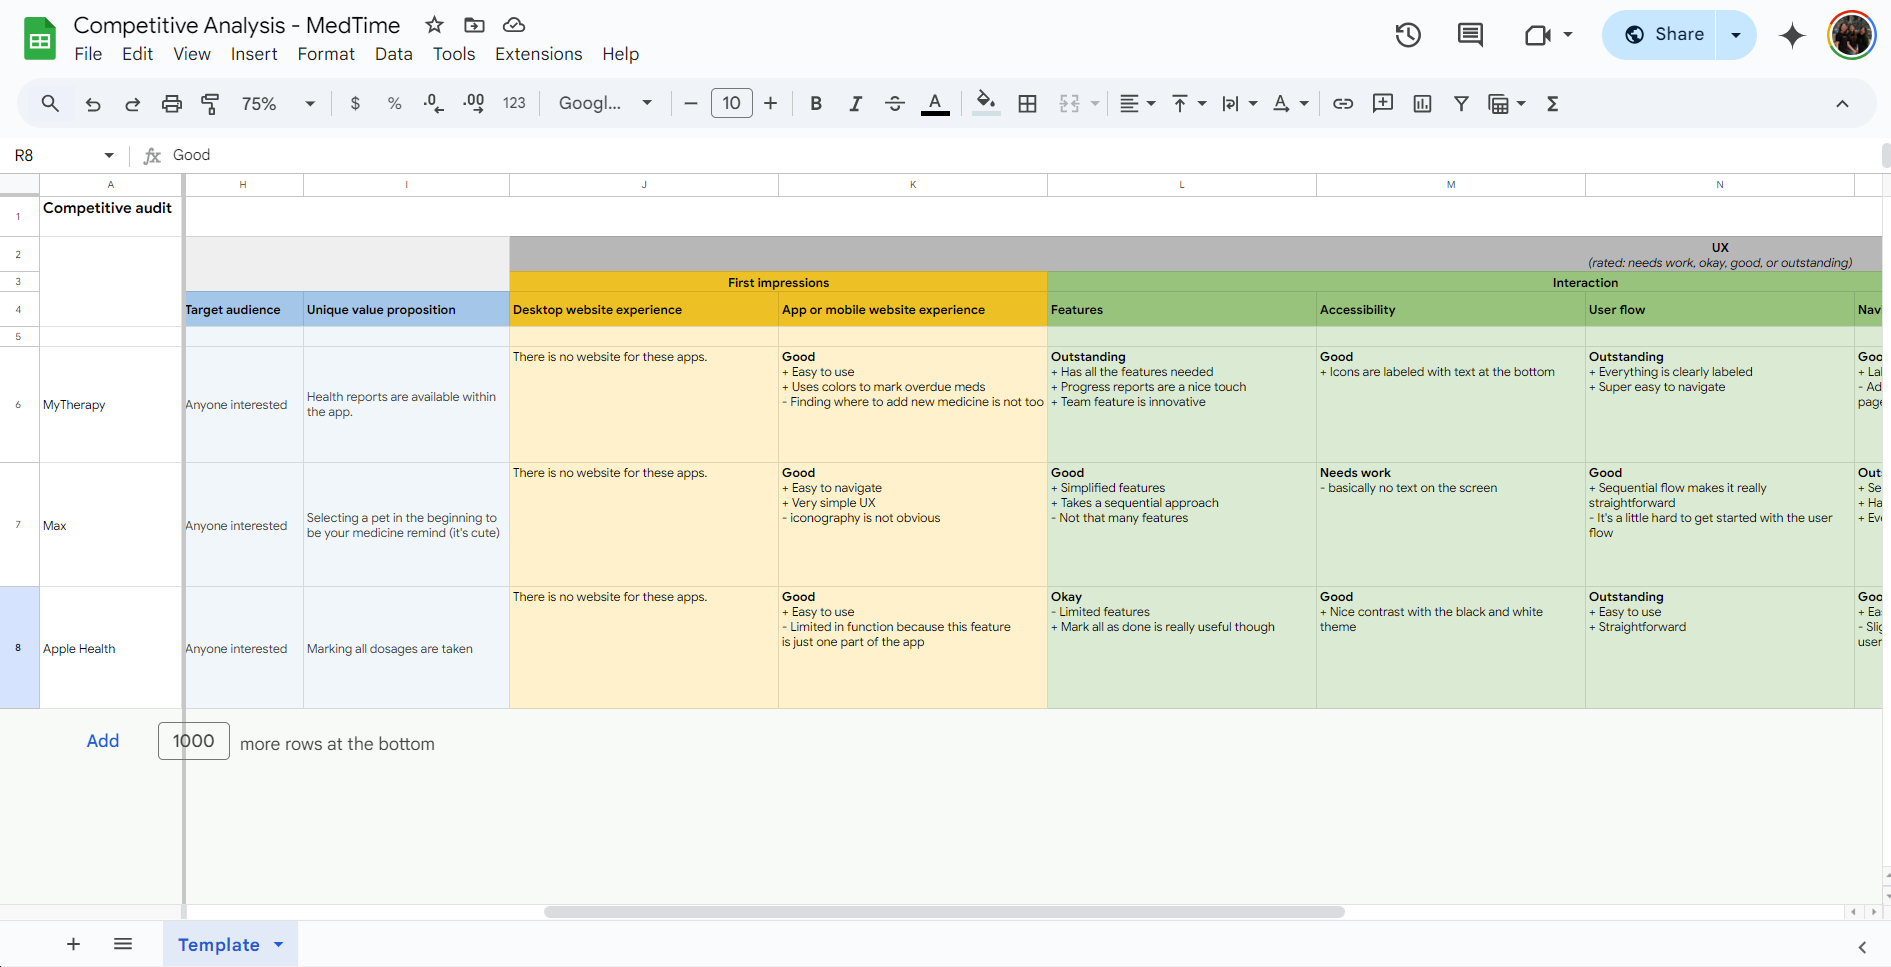 Competitive Analysis - MedTime
File Edit View Insert Format Data Tools Extensions Help
Share
75% $ % .0 .00 123 Googl... 10 B I A
R8 fx Good
A H I J K L M N
1 Competitive audit
2 UX
(rated: needs work, okay, good, or outstanding)
3 First impressions Interaction
4 Target audience Unique value proposition Desktop website experience App or mobile website experience Features Accessibility User flow Nav
5
6 MyTherapy
Anyone interested
Health reports are available within
the app.
There is no website for these apps.
Good
+ Easy to use
+ Uses colors to mark overdue meds
- Finding where to add new medicine is not too
Outstanding
+ Has all the features needed
+ Progress reports are a nice touch
+ Team feature is innovative
Good
+ Icons are labeled with text at the bottom
Outstanding
+ Everything is clearly labeled
+ Super easy to navigate
Goo
+ La
- Ad
page
7 Max
Anyone interested
Selecting a pet in the beginning to
be your medicine remind (it's cute)
There is no website for these apps.
Good
+ Easy to navigate
+ Very simple UX
- iconography is not obvious
Good
+ Simplified features
+ Takes a sequential approach
- Not that many features
Needs work
- basically no text on the screen
Good
+ Sequential flow makes it really
straightforward
- It's a little hard to get started with the user
flow
Out
+ Se
+ Ha
+ Ev
8 Apple Health
Anyone interested
Marking all dosages are taken
There is no website for these apps.
Good
+ Easy to use
- Limited in function because this feature
is just one part of the app
Okay
- Limited features
+ Mark all as done is really useful though
Good
+ Nice contrast with the black and white
theme
Outstanding
+ Easy to use
+ Straightforward
Goo
+ Ea
- Slig
user
Add 1000 more rows at the bottom
Template